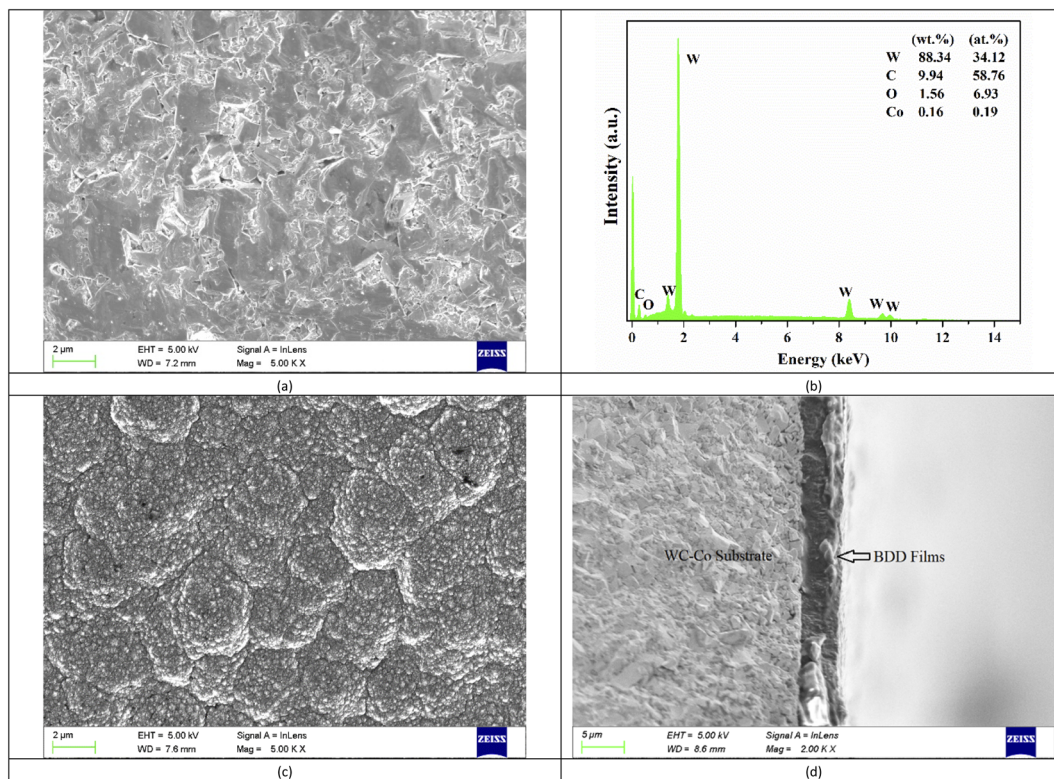 2 µm
EHT = 5.00 kV Signal A = InLens
WD = 7.2 mm Mag = 5.00 K X
ZEISS
(a)
Intensity (a.u.)
(wt.%) (at.%)
W 88.34 34.12
C 9.94 58.76
O 1.56 6.93
Co 0.16 0.19
W
C
O
W
W
W
W
0 2 4 6 8 10 12 14
Energy (keV)
(b)
2 µm
EHT = 5.00 kV Signal A = InLens
WD = 7.6 mm Mag = 5.00 K X
ZEISS
(c)
WC-Co Substrate
BDD Films
5 µm
EHT = 5.00 kV Signal A = InLens
WD = 8.6 mm Mag = 2.00 K X
ZEISS
(d)